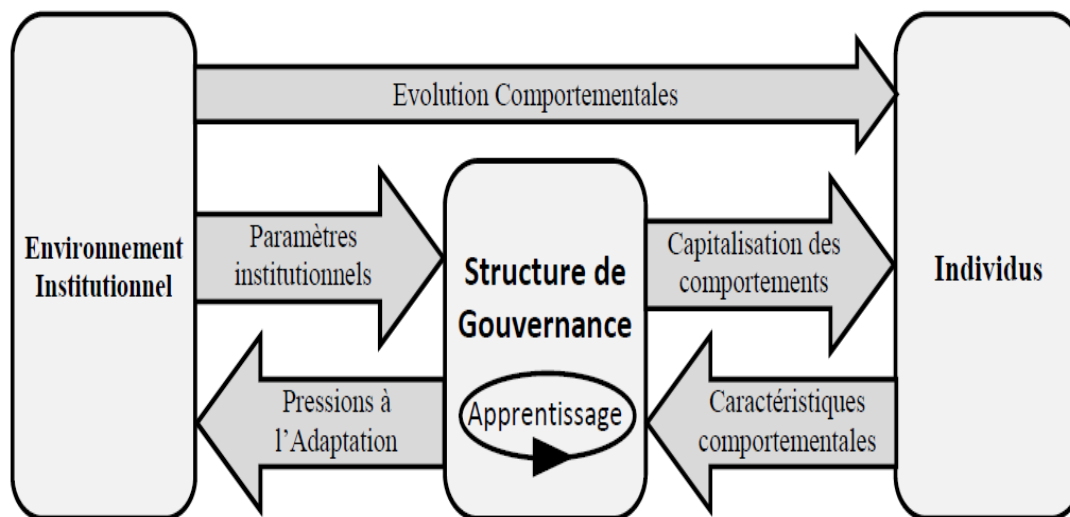 Evolution Comportementales
Environnement
Institutionnel
Paramètres
institutionnels
Pressions à
l'Adaptation
Structure de
Gouvernance
Apprentissage
Capitalisation des
comportements
Caractéristiques
comportementales
Individus